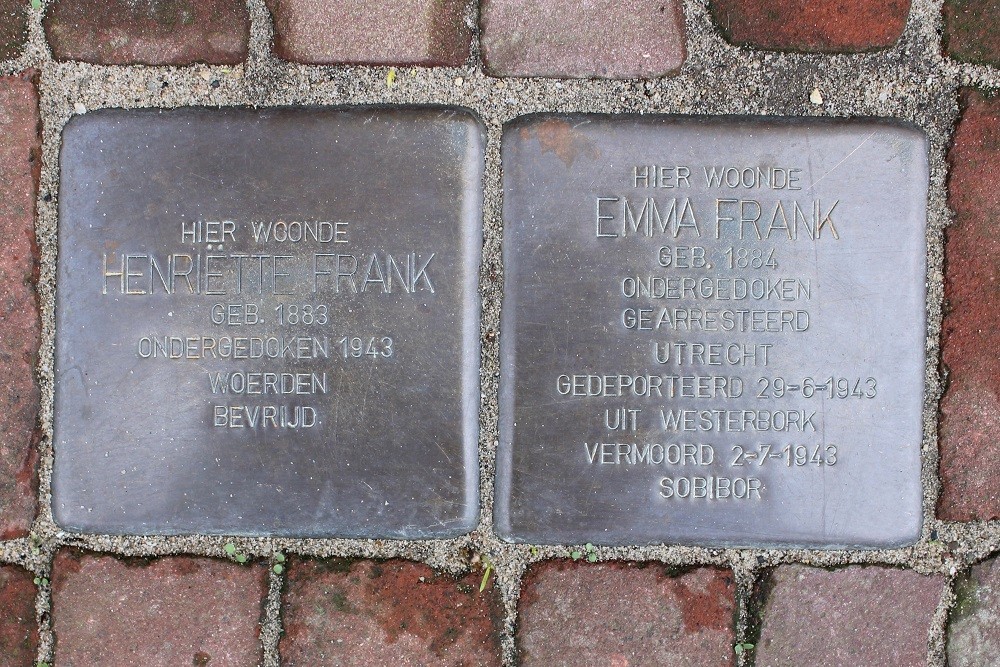 HIER WOONDE
HENRIËTTE FRANK
GEB. 1883
ONDERGEDOKEN 1943
WOERDEN
BEVRIJD
HIER WOONDE
EMMA FRANK
GEB. 1884
ONDERGEDOKEN
GEARRESTEERD
UTRECHT
GEDEPORTEERD 29-6-1943
UIT WESTERBORK
VERMOORD 2-7-1943
SOBIBOR